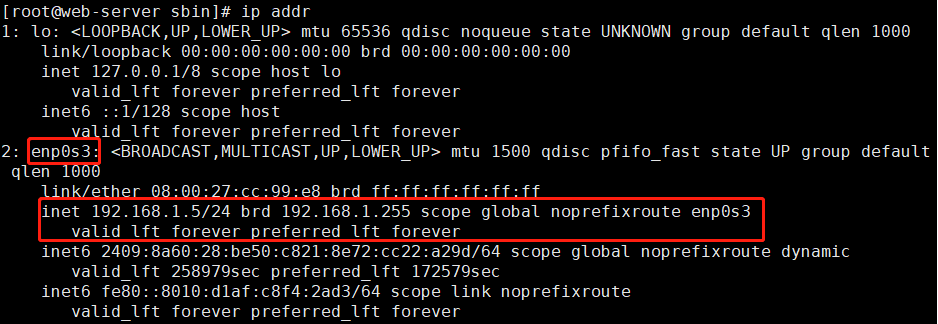 [root@web-server sbin]# ip addr
1: lo: <LOOPBACK,UP,LOWER_UP> mtu 65536 qdisc noqueue state UNKNOWN group default qlen 1000
link/loopback 00:00:00:00:00:00 brd 00:00:00:00:00:00
inet 127.0.0.1/8 scope host lo
valid_lft forever preferred_lft forever
inet6 ::1/128 scope host
valid_lft forever preferred_lft forever
2: enp0s3: <BROADCAST,MULTICAST,UP,LOWER_UP> mtu 1500 qdisc pfifo_fast state UP group default
qlen 1000
link/ether 08:00:27:cc:99:e8 brd ff:ff:ff:ff:ff:ff
inet 192.168.1.5/24 brd 192.168.1.255 scope global noprefixroute enp0s3
valid_lft forever preferred_lft forever
inet6 2409:8a60:28:be50:c821:8e72:cc22:a29d/64 scope global noprefixroute dynamic
valid_lft 258979sec preferred_lft 172579sec
inet6 fe80::8010:d1af:c8f4:2ad3/64 scope link noprefixroute
valid_lft forever preferred_lft forever